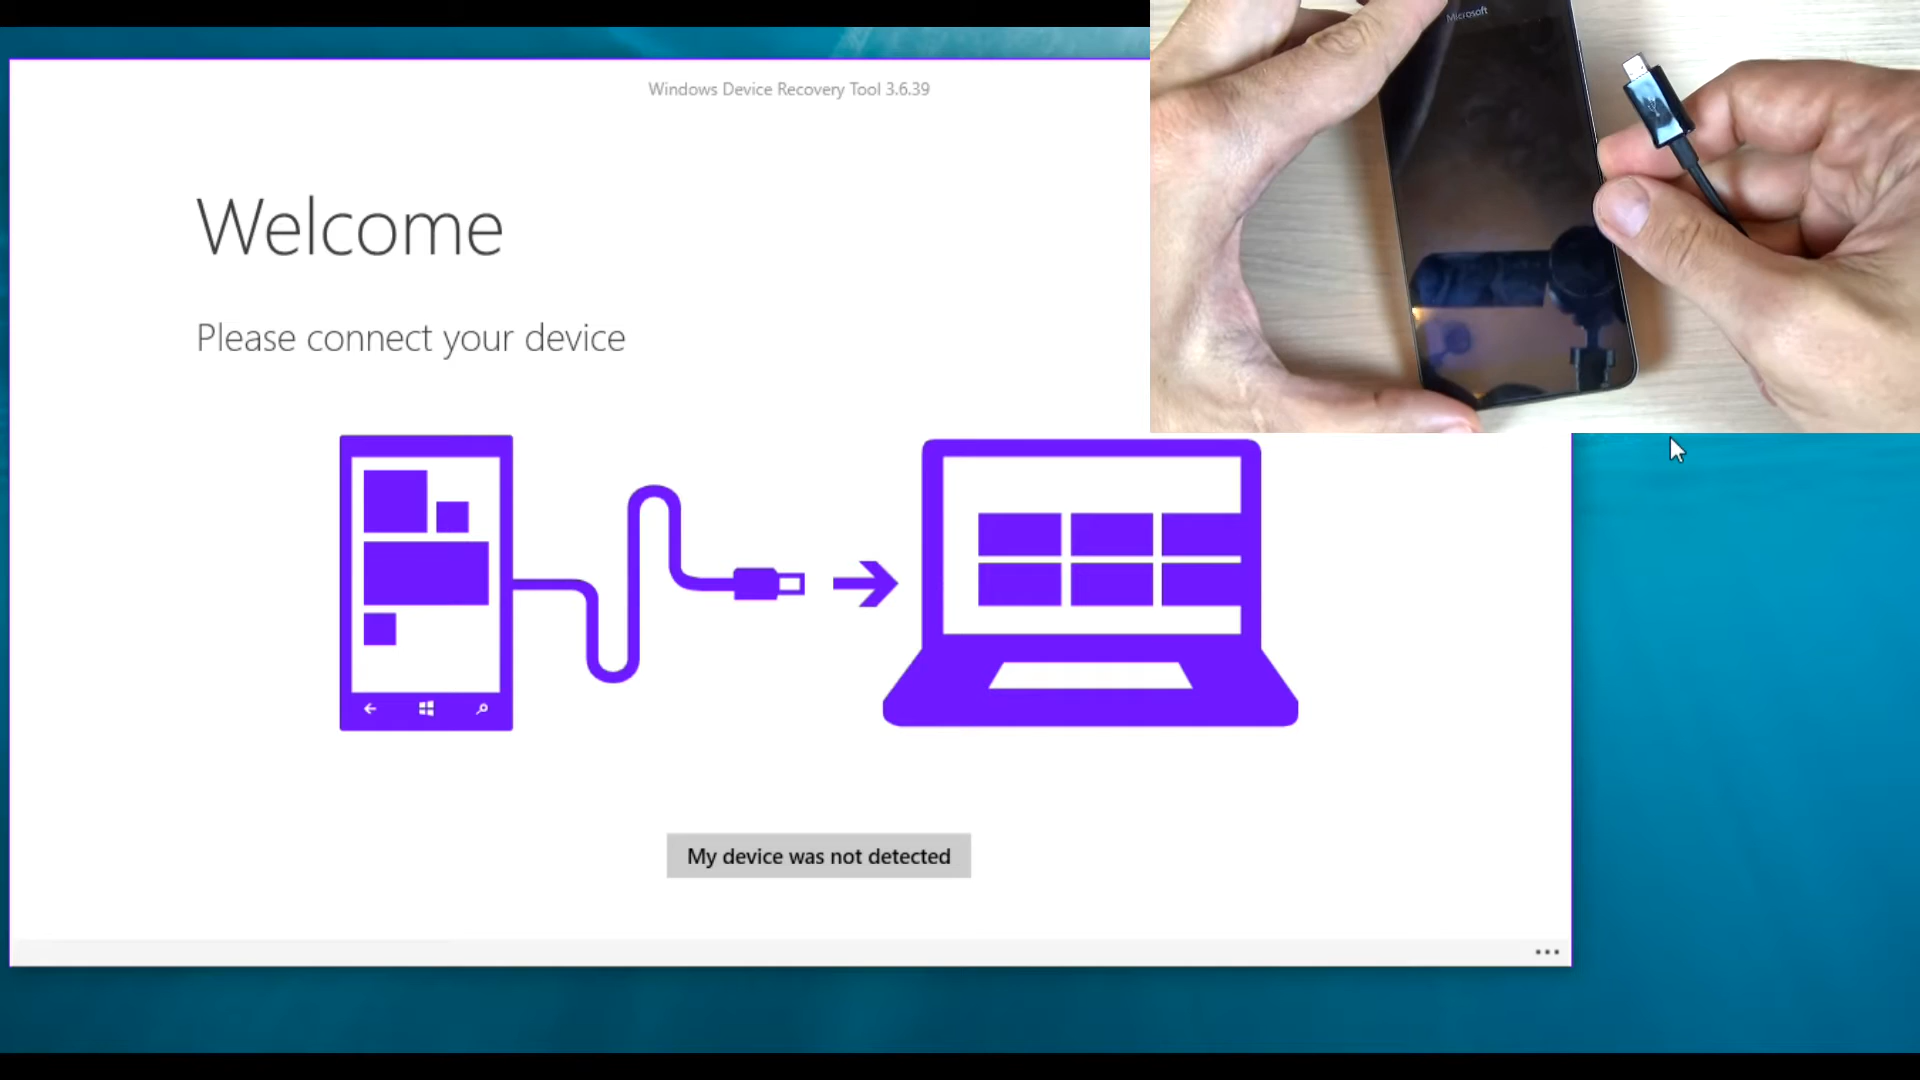 Windows Device Recovery Tool 3.6.39
Microsoft
Welcome
Please connect your device
My device was not detected